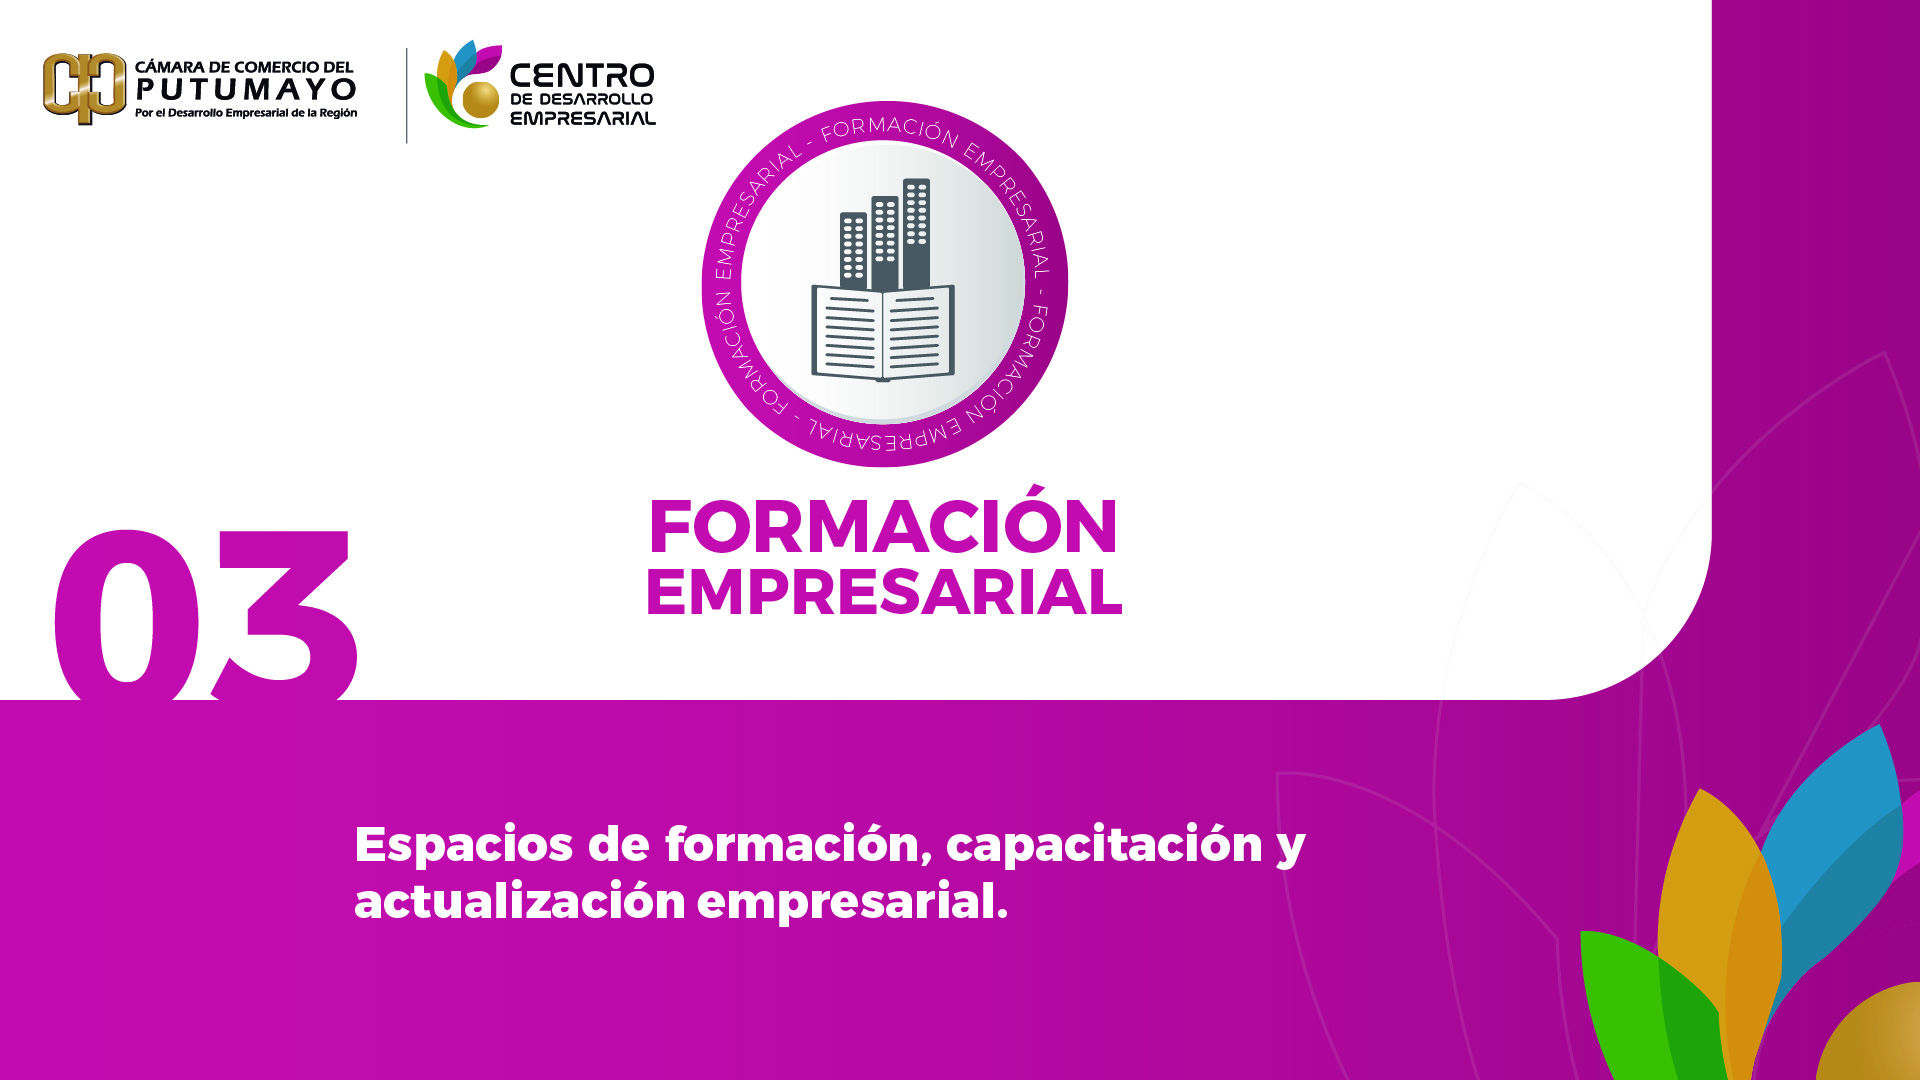 CÁMARA DE COMERCIO DEL
PUTUMAYO
Por el Desarrollo Empresarial de la Región
CENTRO
DE DESARROLLO
EMPRESARIAL
FORMACIÓN EMPRESARIAL - FORMACIÓN EMPRESARIAL - FORMACIÓN EMPRESARIAL -
FORMACIÓN
EMPRESARIAL
03
Espacios de formación, capacitación y
actualización empresarial.